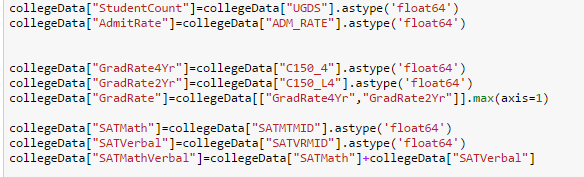 collegeData["StudentCount"]=collegeData["UGDS"].astype('float64')
collegeData["AdmitRate"]=collegeData["ADM_RATE"].astype('float64')
collegeData["GradRate4Yr"]=collegeData["C150_4"].astype('float64')
collegeData["GradRate2Yr"]=collegeData["C150_L4"].astype('float64')
collegeData["GradRate"]=collegeData[["GradRate4Yr","GradRate2Yr"]].max(axis=1)
collegeData["SATMath"]=collegeData["SATMTMID"].astype('float64')
collegeData["SATVerbal"]=collegeData["SATVRMID"].astype('float64')
collegeData["SATMathVerbal"]=collegeData["SATMath"]+collegeData["SATVerbal"]